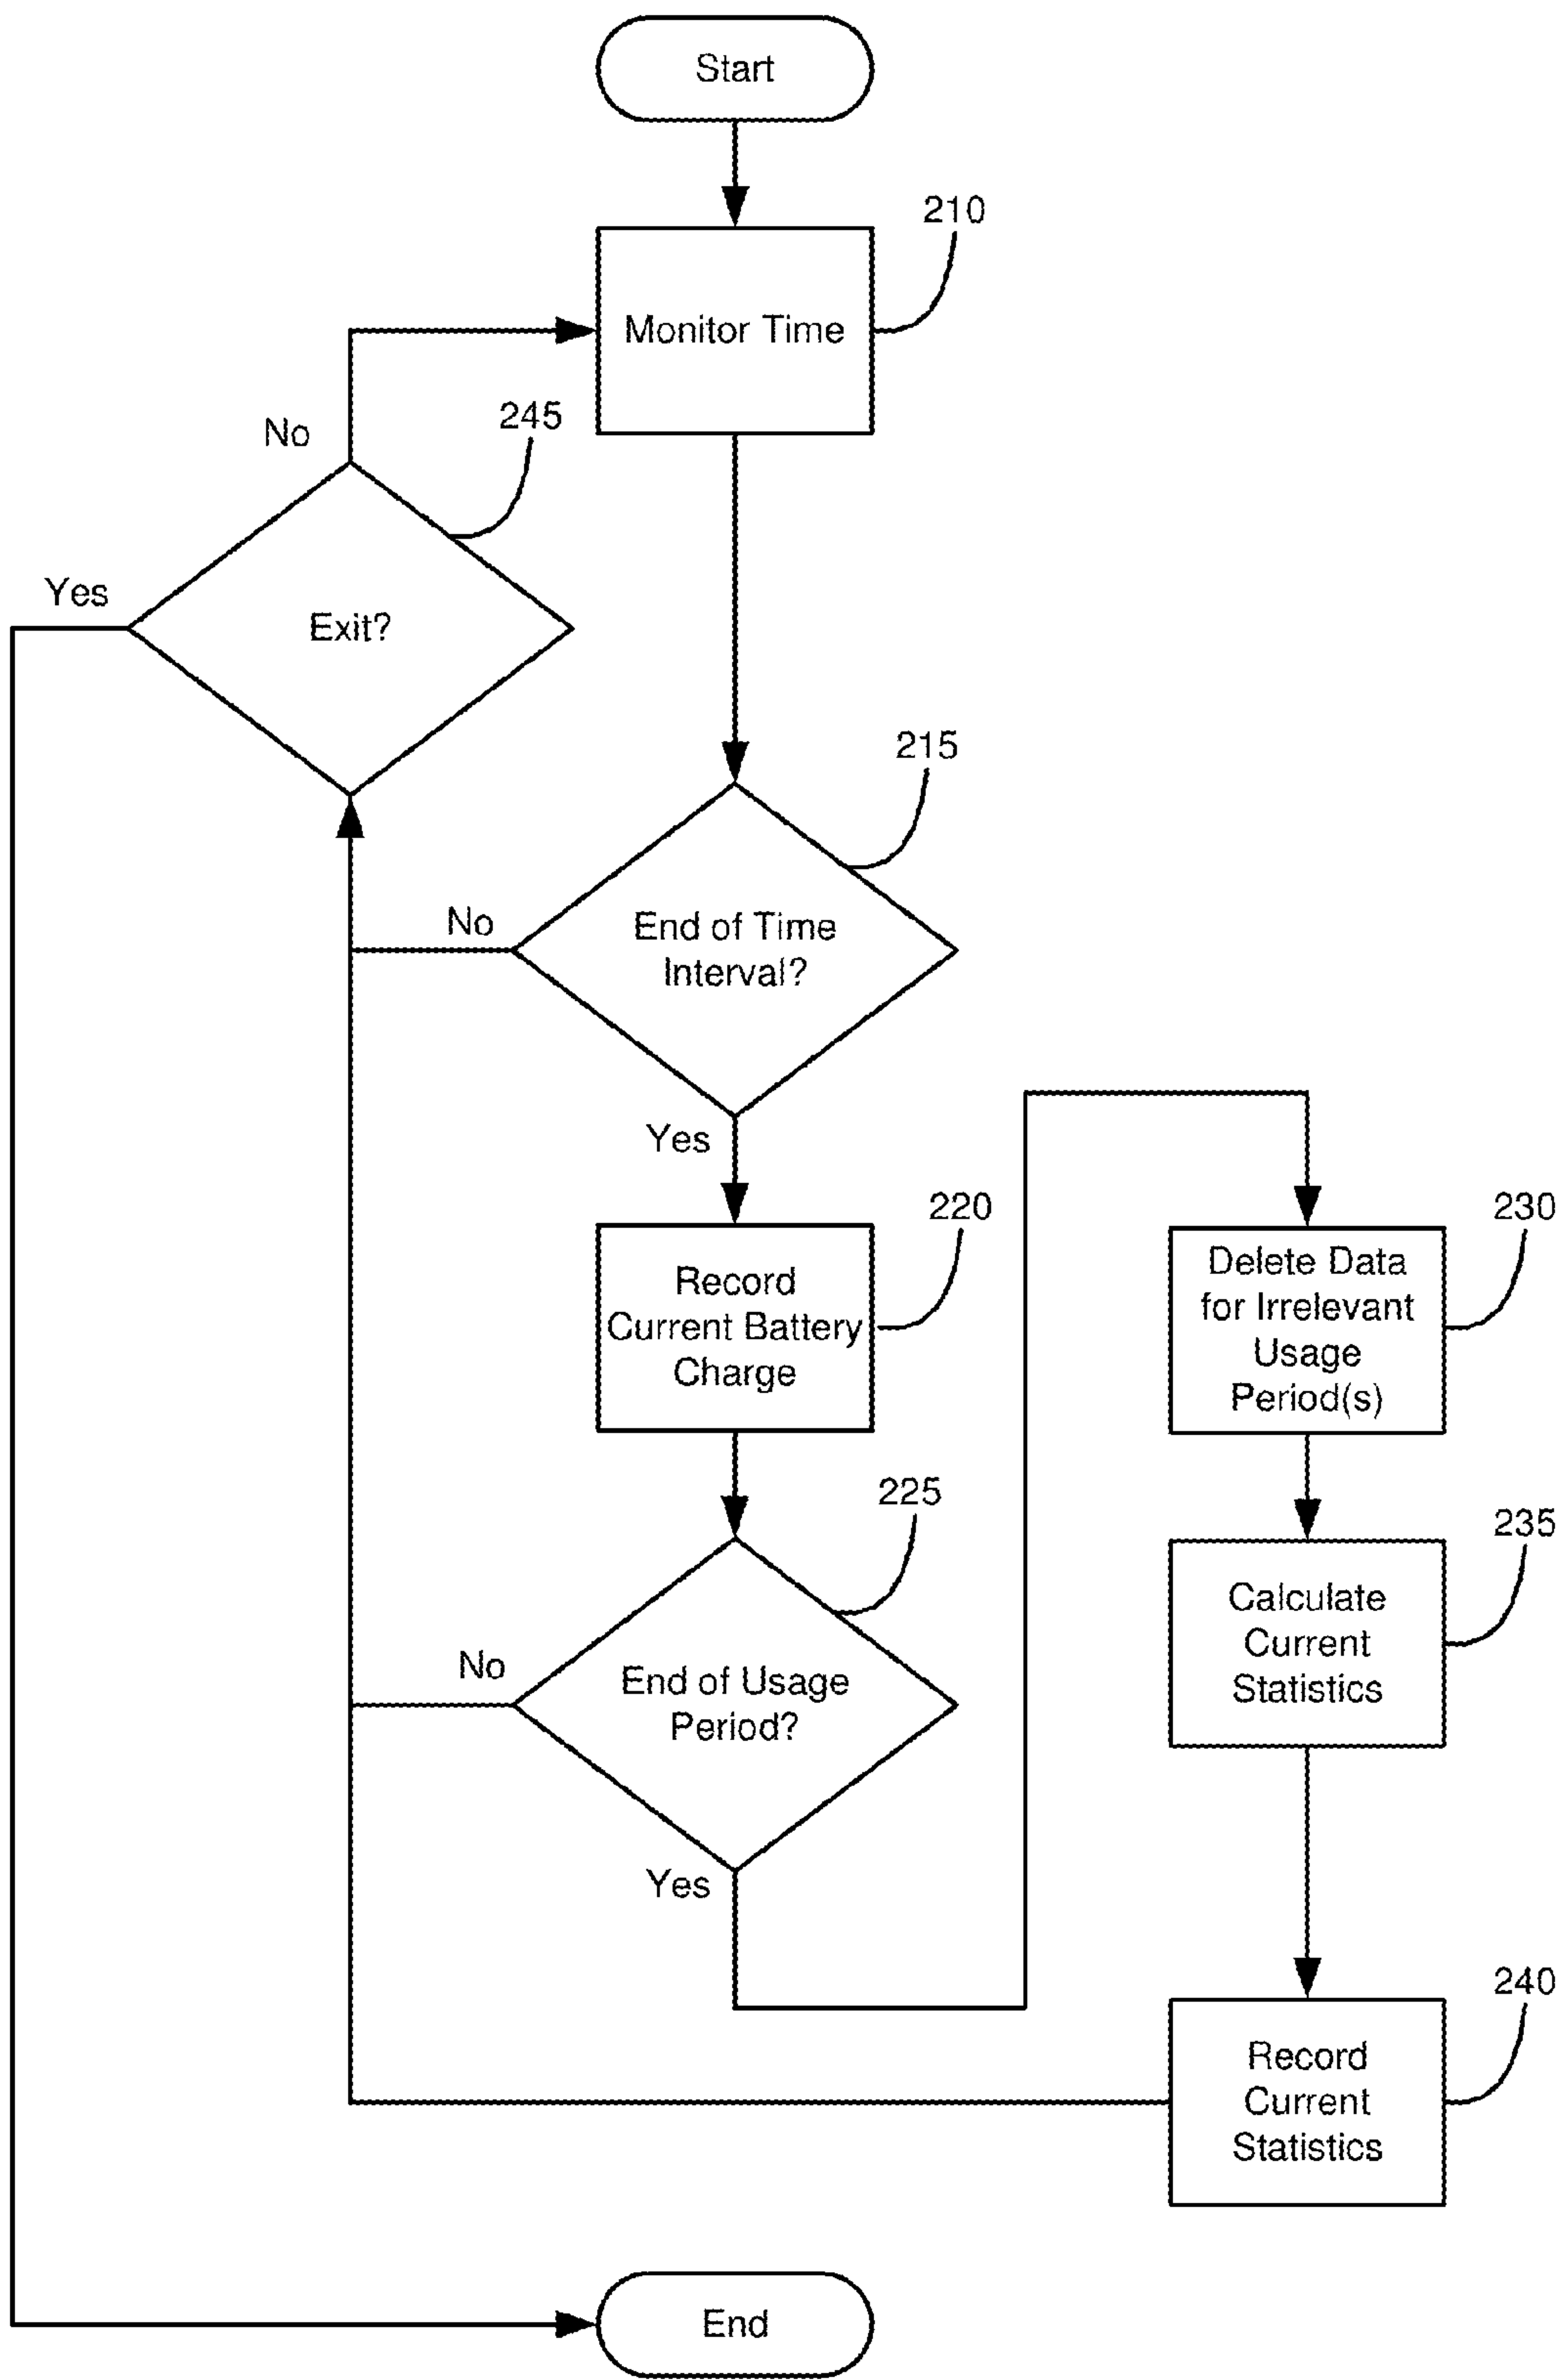 Start
210
Monitor Time
No
245
Yes
Exit?
215
No
End of Time
Interval?
Yes
220
Record
Current Battery
Charge
230
Delete Data
for Irrelevant
Usage
Period(s)
225
No
End of Usage
Period?
Yes
235
Calculate
Current
Statistics
240
Record
Current
Statistics
End